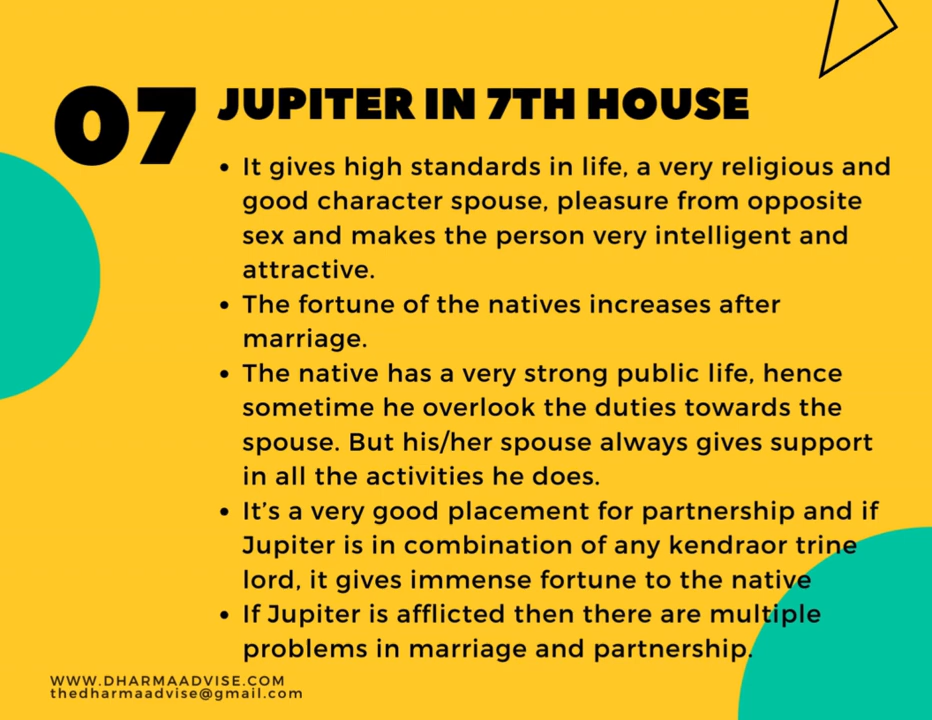 07
JUPITER IN 7TH HOUSE
• It gives high standards in life, a very religious and
good character spouse, pleasure from opposite
sex and makes the person very intelligent and
attractive.
• The fortune of the natives increases after
marriage.
• The native has a very strong public life, hence
sometime he overlook the duties towards the
spouse. But his/her spouse always gives support
in all the activities he does.
• It's a very good placement for partnership and if
Jupiter is in combination of any kendraor trine
lord, it gives immense fortune to the native
• If Jupiter is afflicted then there are multiple
problems in marriage and partnership.
WWW.DHARMAADVISE.COM
thedharmaadvise@gmail.com